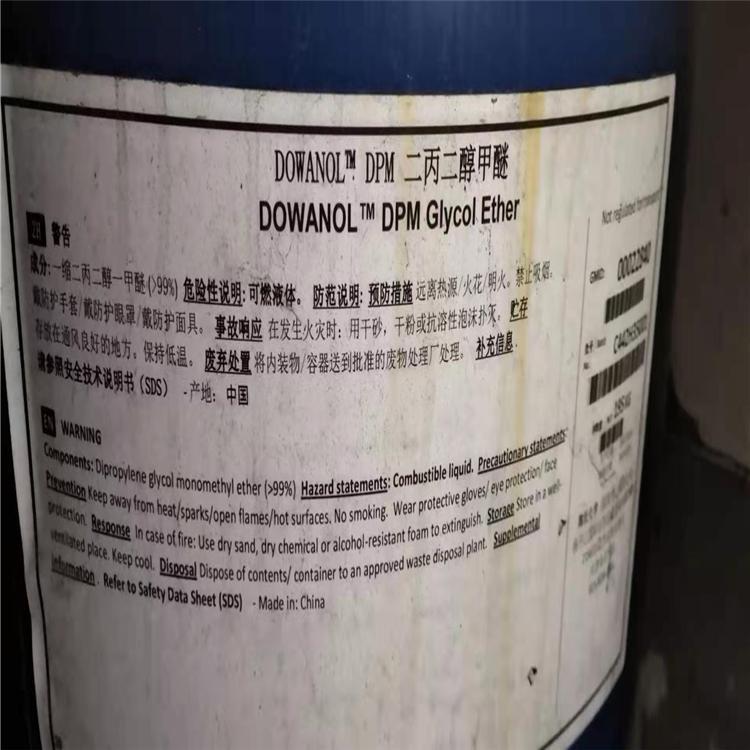 DOWANOL™ DPM 二丙二醇甲醚
DOWANOL™ DPM Glycol Ether
ZH 警告
成分: 一缩二丙二醇一甲醚 (>99%) 危险性说明: 可燃液体。 防范说明: 预防措施 远离热源/火花/明火。禁止吸烟。
戴防护手套/戴防护眼罩/戴防护面具。 事故响应 在发生火灾时: 用干砂, 干粉或抗溶性泡沫扑灭。 贮存
存放在通风良好的地方。保持低温。 废弃处置 将内装物/容器送到批准的废物处理厂处理。 补充信息.
请参照安全技术说明书 (SDS) - 产地: 中国
EN WARNING
Components: Dipropylene glycol monomethyl ether (>99%) Hazard statements: Combustible liquid. Precautionary statements:
Prevention Keep away from heat/sparks/open flames/hot surfaces. No smoking. Wear protective gloves/ eye protection/ face
protection. Response In case of fire: Use dry sand, dry chemical or alcohol-resistant foam to extinguish. Storage Store in a well-
ventilated place. Keep cool. Disposal Dispose of contents/ container to an approved waste disposal plant. Supplemental
Information. Refer to Safety Data Sheet (SDS) - Made in: China
Not regulated for transport
GMID:
195 KG